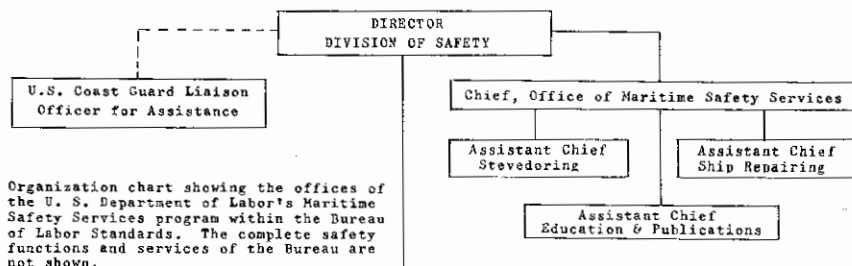 DIRECTOR
DIVISION OF SAFETY
U.S. Coast Guard Liaison
Officer for Assistance
Chief, Office of Maritime Safety Services
Assistant Chief
Stevedoring
Assistant Chief
Ship Repairing
Assistant Chief
Education & Publications
Organization chart showing the offices of
the U. S. Department of Labor's Maritime
Safety Services program within the Bureau
of Labor Standards. The complete safety
functions and services of the Bureau are
not shown.